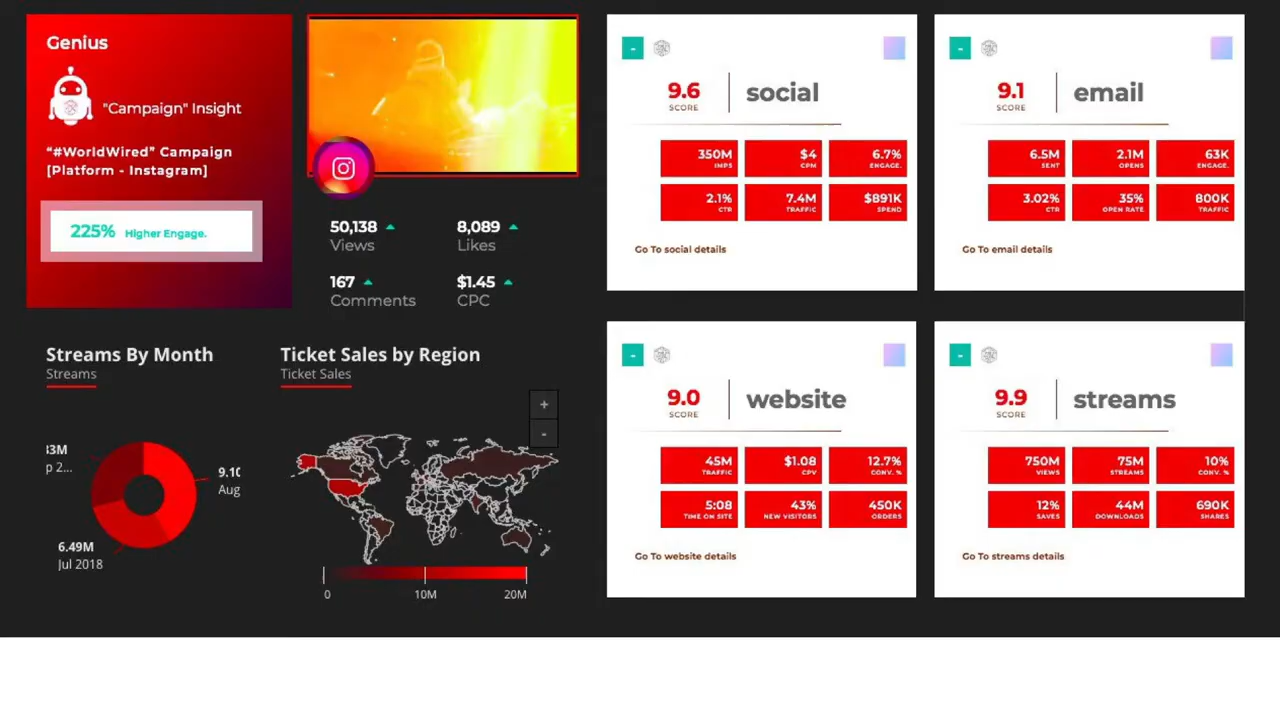 Genius
"Campaign" Insight
“#WorldWired” Campaign
[Platform - Instagram]
225% Higher Engage.
50,138
Views
8,089
Likes
167
Comments
$1.45
CPC
Streams By Month
Streams
9.10
Aug
6.49M
Jul 2018
Ticket Sales by Region
Ticket Sales
+
-
0 10M 20M
-
9.6
SCORE
social
350M
IMPS
$4
CPM
6.7%
ENGAGE.
2.1%
CTR
7.4M
TRAFFIC
$891K
SPEND
Go To social details
-
9.1
SCORE
email
6.5M
SENT
2.1M
OPENS
63K
ENGAGE.
3.02%
CTR
35%
OPEN RATE
800K
TRAFFIC
Go To email details
-
9.0
SCORE
website
45M
TRAFFIC
$1.08
CPV
12.7%
CONV. %
5:08
TIME ON SITE
43%
NEW VISITORS
450K
ORDERS
Go To website details
-
9.9
SCORE
streams
750M
VIEWS
75M
STREAMS
10%
CONV. %
12%
SAVES
44M
DOWNLOADS
690K
SHARES
Go To streams details